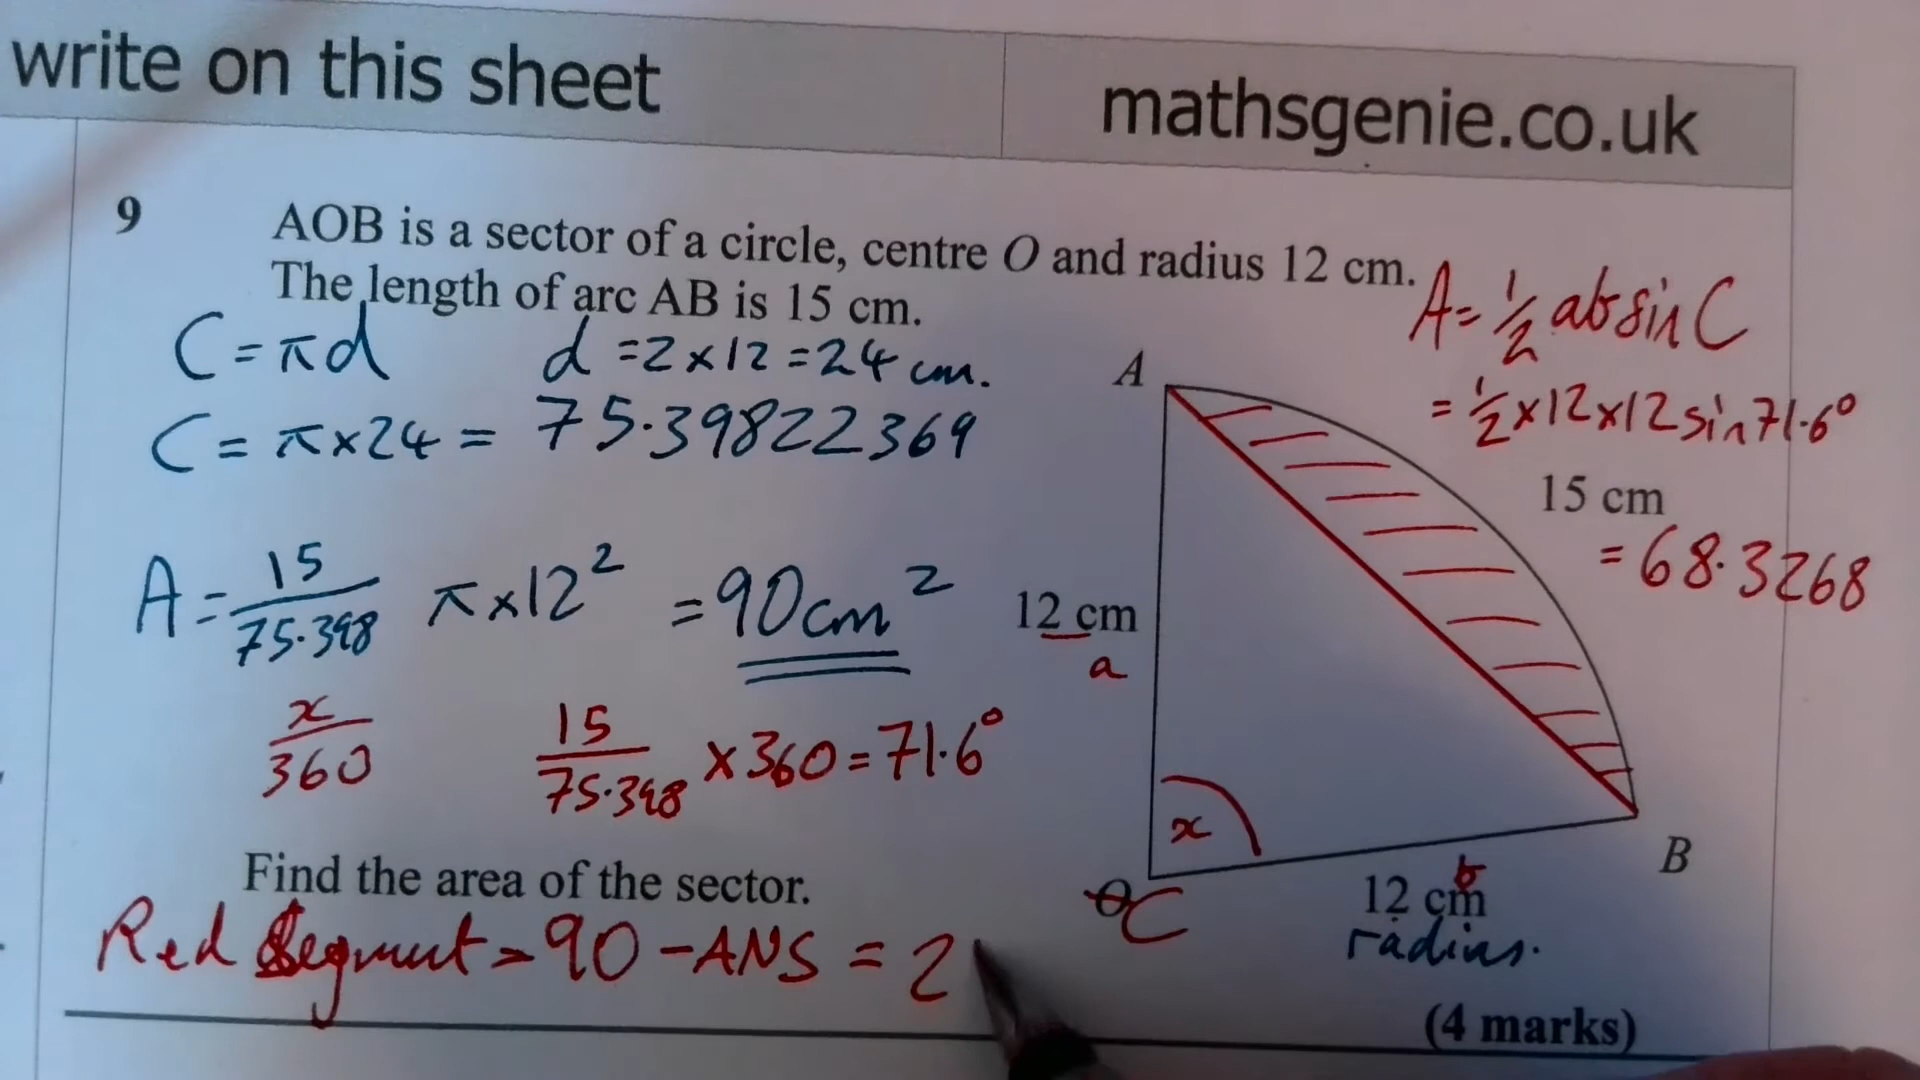 write on this sheet
mathsgenie.co.uk
9
AOB is a sector of a circle, centre O and radius 12 cm.
The length of arc AB is 15 cm.
A = ½ ab sin C
= ½ × 12 × 12 sin 71.6°
= 68.3268
C = πd
d = 2 × 12 = 24 cm.
C = π × 24 = 75.39822369
A = 15/75.398 π × 12² = 90 cm²
x/360
15/75.398 × 360 = 71.6°
A
15 cm
12 cm
a
x
B
C
b
12 cm
radius.
Find the area of the sector.
Red Segment = 90 - ANS = 2
(4 marks)